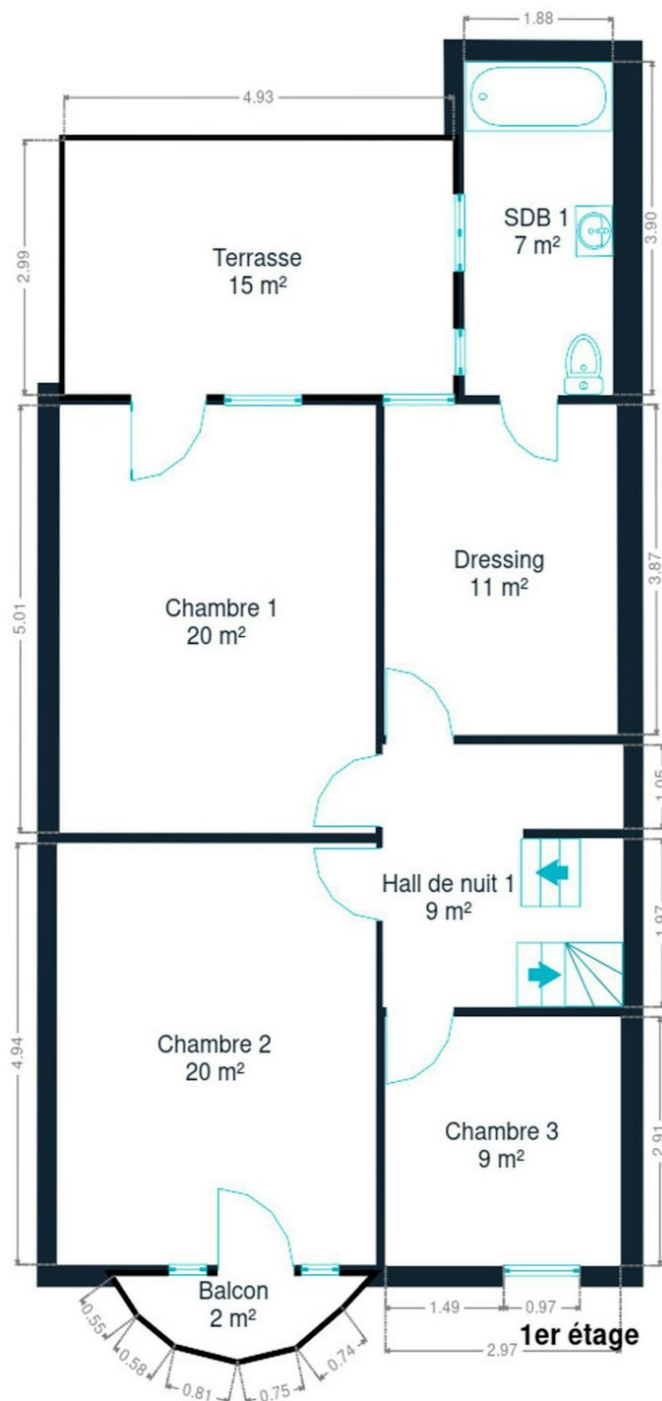 1.88
4.93
3.90
SDB 1
7 m²
2.99
Terrasse
15 m²
5.01
3.87
Dressing
11 m²
Chambre 1
20 m²
1.05
Hall de nuit 1
9 m²
1.97
4.94
Chambre 2
20 m²
2.91
Chambre 3
9 m²
Balcon
2 m²
0.55
0.58
0.81
0.75
0.74
1.49
0.97
1er étage
2.97